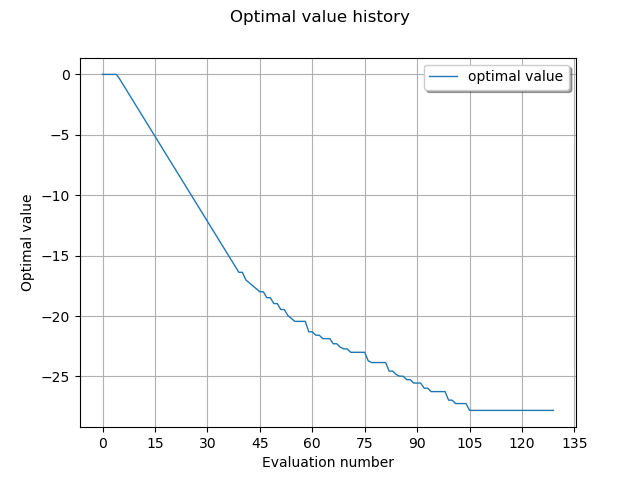 Optimal value history
optimal value
0
−5
−10
−15
−20
−25
Optimal value
0 15 30 45 60 75 90 105 120 135
Evaluation number